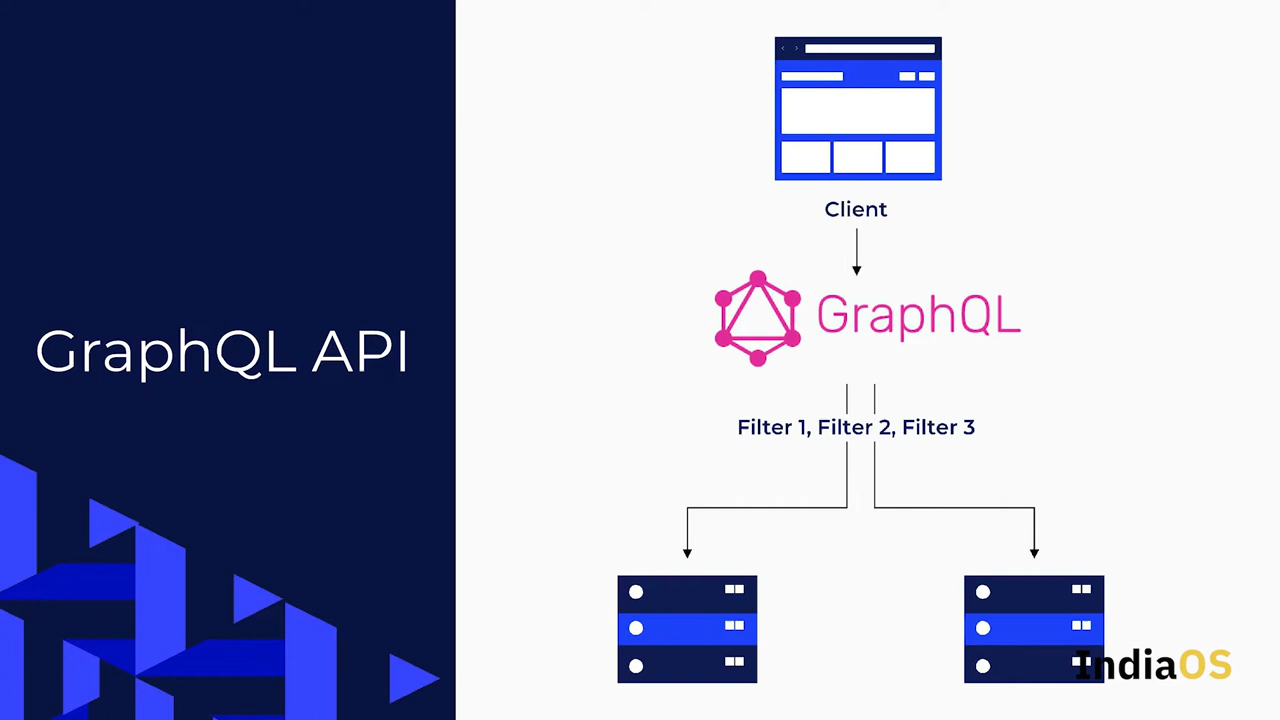 GraphQL API
Client
GraphQL
Filter 1, Filter 2, Filter 3
IndiaOS